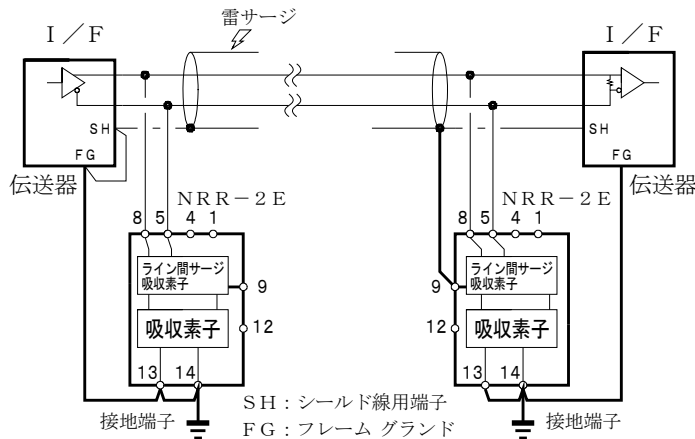 雷サージ
I／F
I／F
SH
FG
SH
FG
伝送器
伝送器
NRR－2E
NRR－2E
8 5 4 1
8 5 4 1
ライン間サージ
吸収素子
9
吸収素子
12
13 14
9
ライン間サージ
吸収素子
12
吸収素子
13 14
接地端子
SH：シールド線用端子
FG：フレーム グランド
接地端子